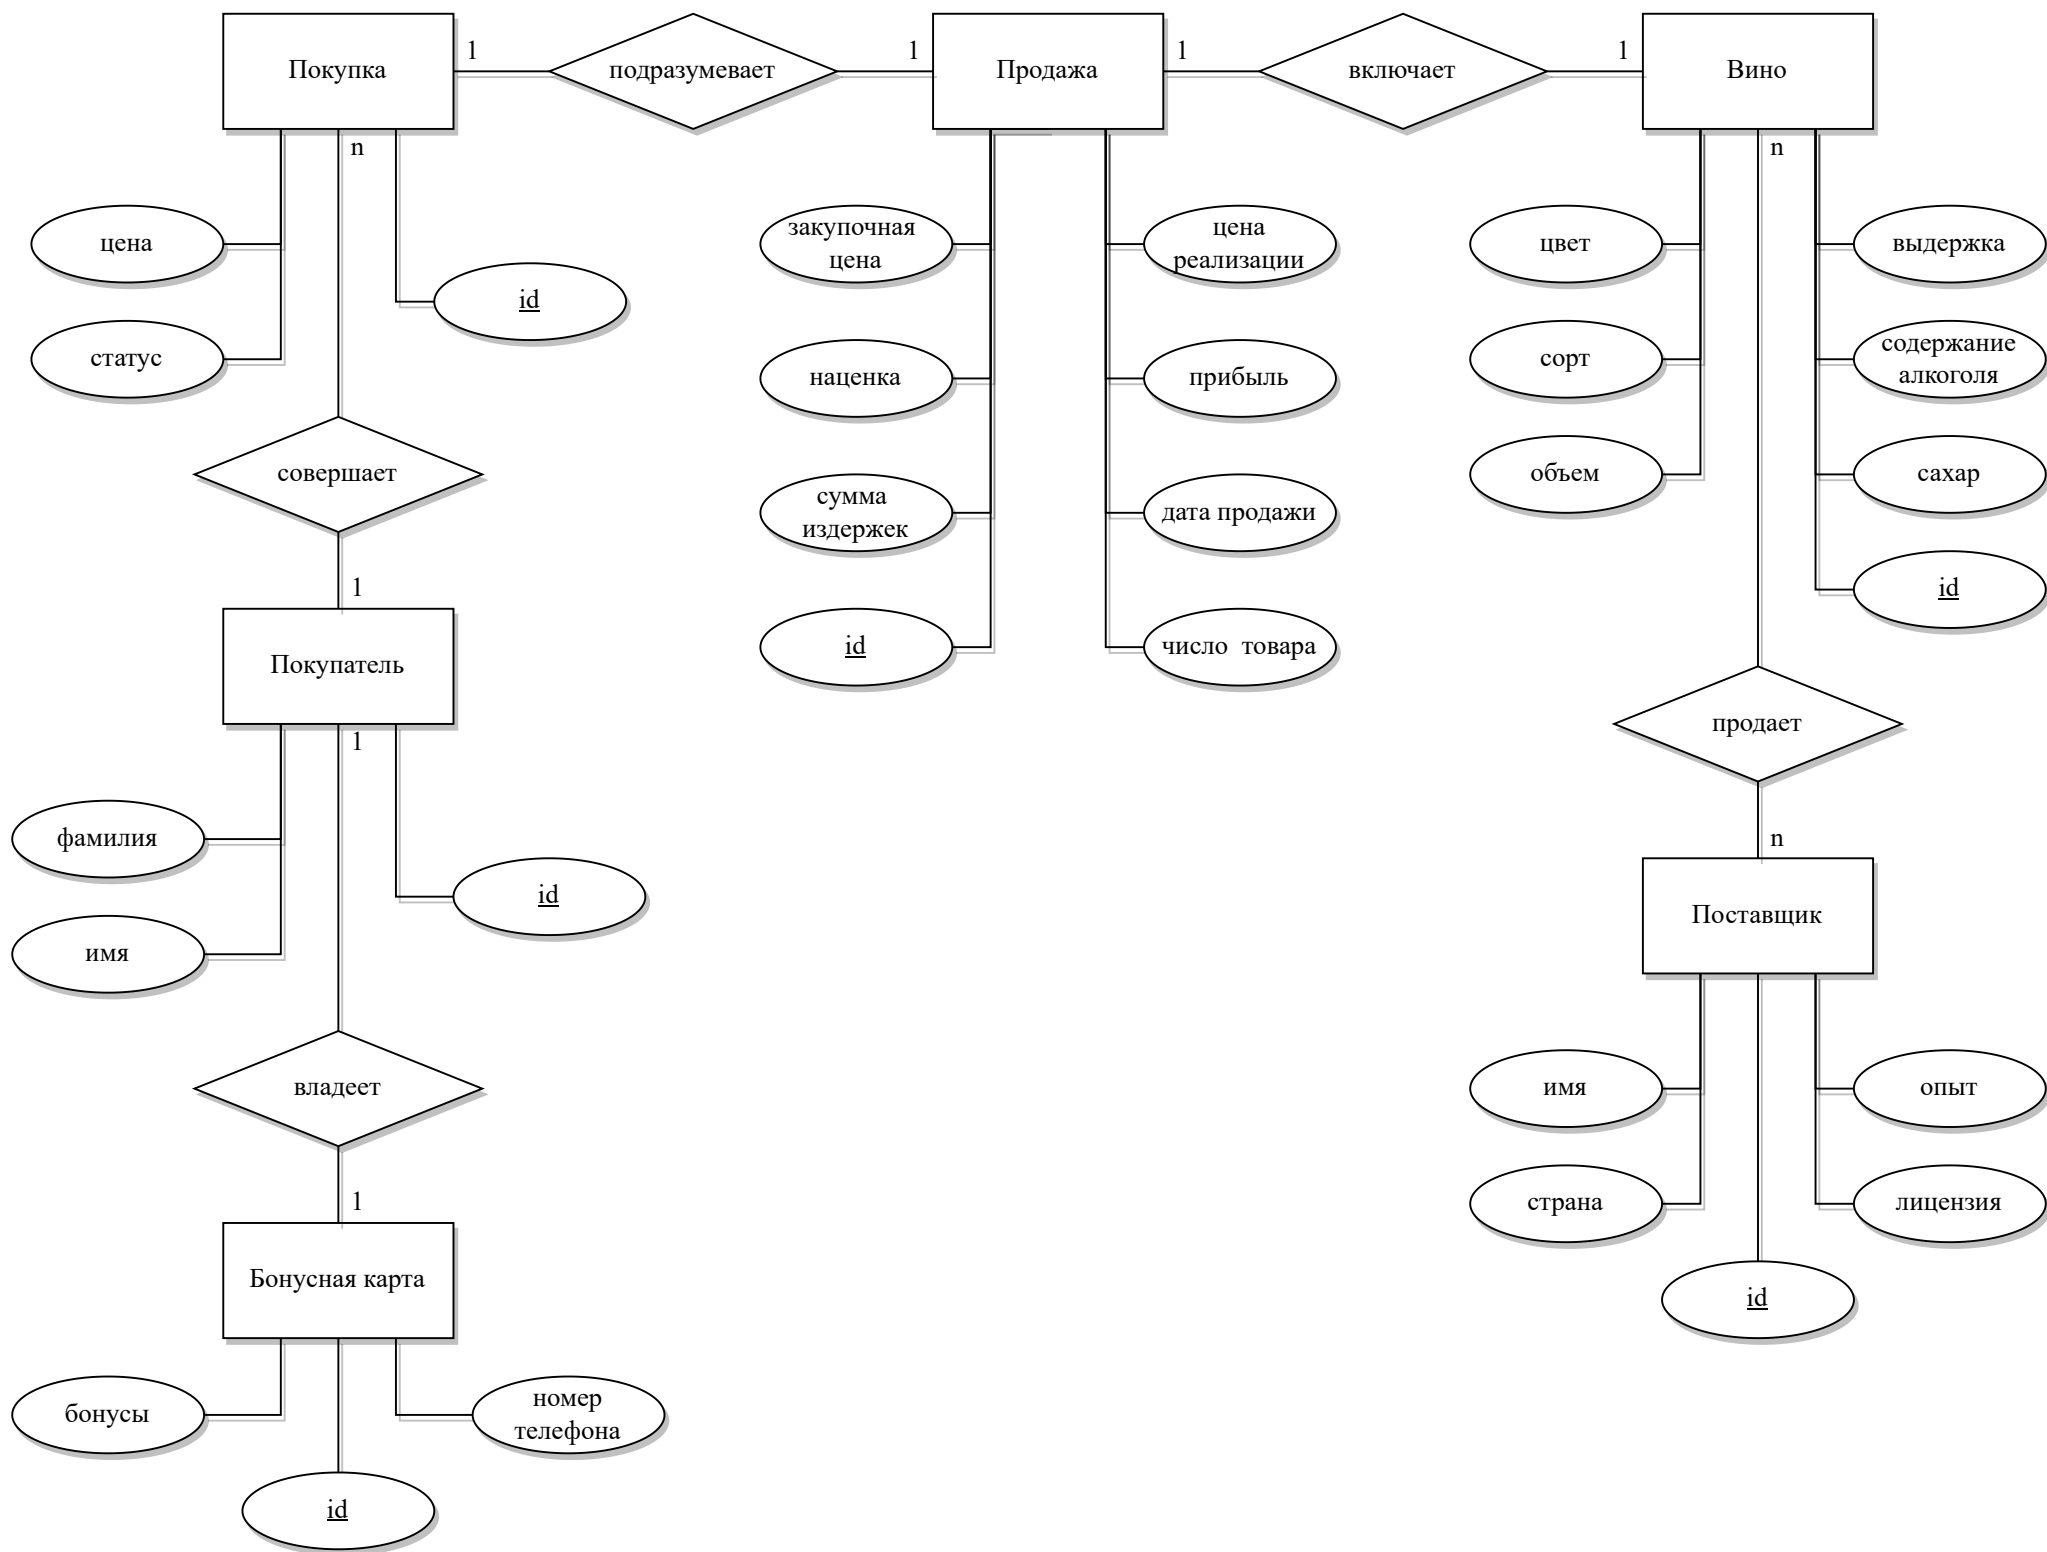 Покупка
1
подразумевает
1
Продажа
1
включает
1
Вино
n
n
цена
id
статус
закупочная
цена
цена
реализации
наценка
прибыль
сумма
издержек
дата продажи
id
число товара
цвет
выдержка
сорт
содержание
алкоголя
объем
сахар
id
совершает
1
Покупатель
1
фамилия
id
имя
владеет
1
Бонусная карта
бонусы
номер
телефона
id
продает
n
Поставщик
имя
опыт
страна
лицензия
id